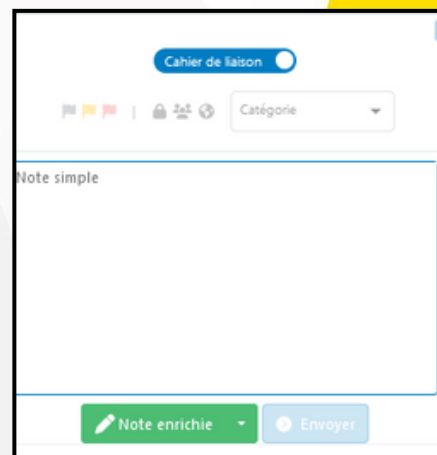 Cahier de liaison
Catégorie
Note simple
Note enrichie
Envoyer